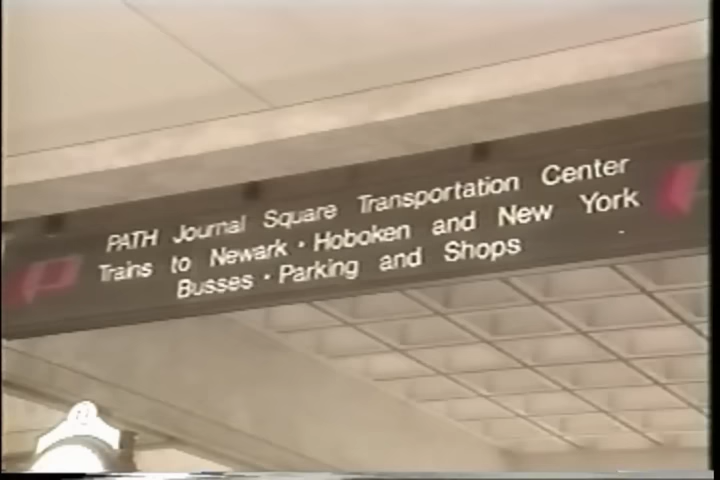 PATH Journal Square Transportation Center
Trains to Newark · Hoboken and New York
Busses · Parking and Shops